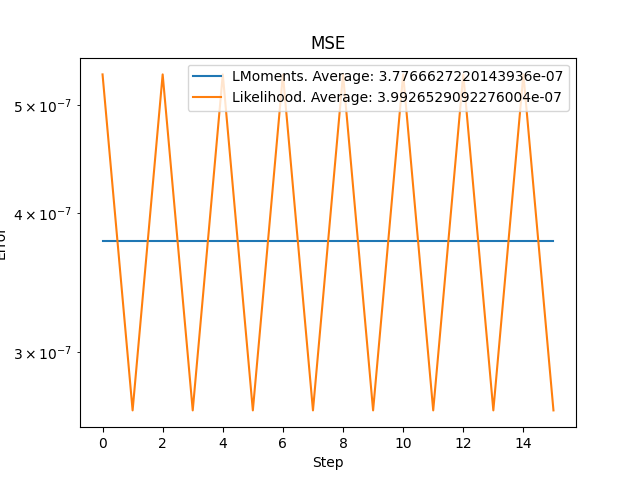 MSE
LMoments. Average: 3.7766627220143936e-07
Likelihood. Average: 3.9926529092276004e-07
5 × 10⁻⁷
4 × 10⁻⁷
3 × 10⁻⁷
Error
0 2 4 6 8 10 12 14
Step